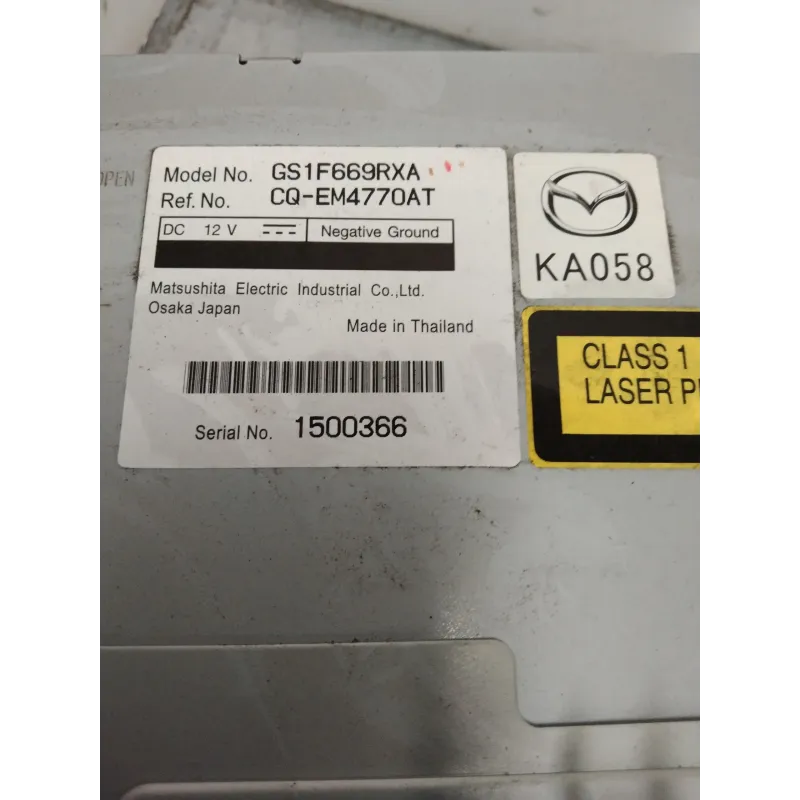 OPEN
Model No. GS1F669RXA
Ref. No. CQ-EM4770AT
DC 12 V Negative Ground
Matsushita Electric Industrial Co.,Ltd.
Osaka Japan
Made in Thailand
Serial No. 1500366
KA058
CLASS 1
LASER P